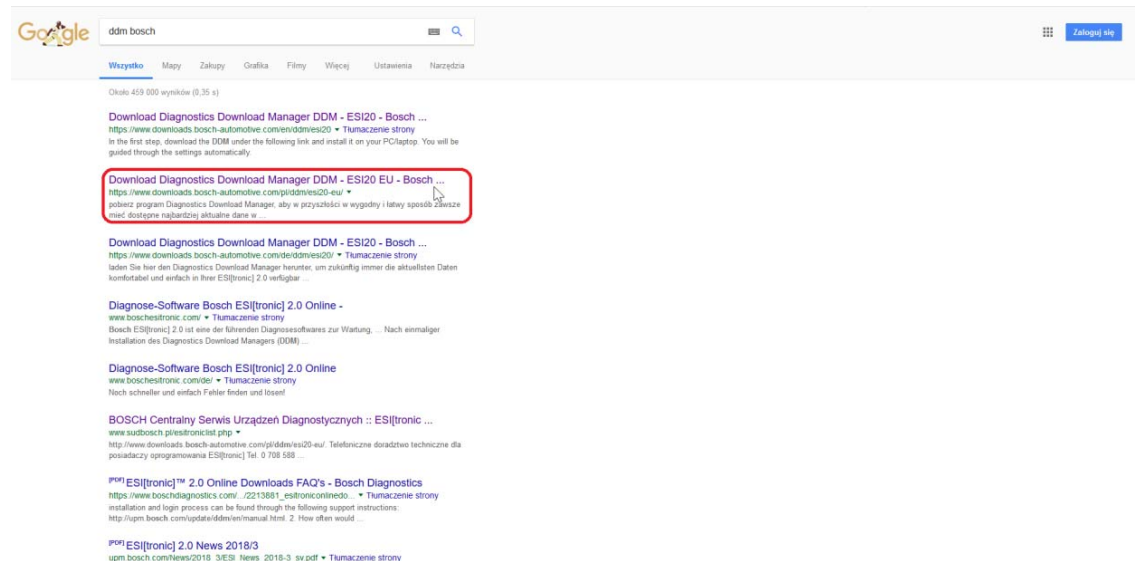 Google
ddm bosch
Zaloguj się
Wszystko Mapy Zakupy Grafika Filmy Więcej Ustawienia Narzędzia
Około 459 000 wyników (0,35 s)
Download Diagnostics Download Manager DDM - ESI20 - Bosch ...
https://www.downloads.bosch-automotive.com/en/ddm/esi20 ▾ Tłumaczenie strony
In the first step, download the DDM under the following link and install it on your PC/laptop. You will be
guided through the settings automatically.
Download Diagnostics Download Manager DDM - ESI20 EU - Bosch ...
https://www.downloads.bosch-automotive.com/pl/ddm/esi20-eu/ ▾
pobierz program Diagnostics Download Manager, aby w przyszłości w wygodny i łatwy sposób zawsze
mieć dostępne najbardziej aktualne dane w ...
Download Diagnostics Download Manager DDM - ESI20 - Bosch ...
https://www.downloads.bosch-automotive.com/de/ddm/esi20/ ▾ Tłumaczenie strony
laden Sie hier den Diagnostics Download Manager herunter, um zukünftig immer die aktuellsten Daten
komfortabel und einfach in Ihrer ESI[tronic] 2.0 verfügbar ...
Diagnose-Software Bosch ESI[tronic] 2.0 Online -
www.boschesitronic.com/ ▾ Tłumaczenie strony
Bosch ESI[tronic] 2.0 ist eine der führenden Diagnosesoftwares zur Wartung, ... Nach einmaliger
Installation des Diagnostics Download Managers (DDM) ...
Diagnose-Software Bosch ESI[tronic] 2.0 Online
www.boschesitronic.com/de/ ▾ Tłumaczenie strony
Noch schneller und einfach Fehler finden und lösen!
BOSCH Centralny Serwis Urządzeń Diagnostycznych :: ESI[tronic ...
www.sudbosch.pl/esitroniclist.php ▾
http://www.downloads.bosch-automotive.com/pl/ddm/esi20-eu/. Telefoniczne doradztwo techniczne dla
posiadaczy oprogramowania ESI[tronic] Tel. 0 708 588 ...
[PDF] ESI[tronic]™ 2.0 Online Downloads FAQ's - Bosch Diagnostics
https://www.boschdiagnostics.com/.../2213881_esitroniconlinedo... ▾ Tłumaczenie strony
installation and login process can be found through the following support instructions:
http://upm.bosch.com/update/ddm/en/manual.html. 2. How often would ...
[PDF] ESI[tronic] 2.0 News 2018/3
upm.bosch.com/News/2018_3/ESI_News_2018-3_sv.pdf ▾ Tłumaczenie strony